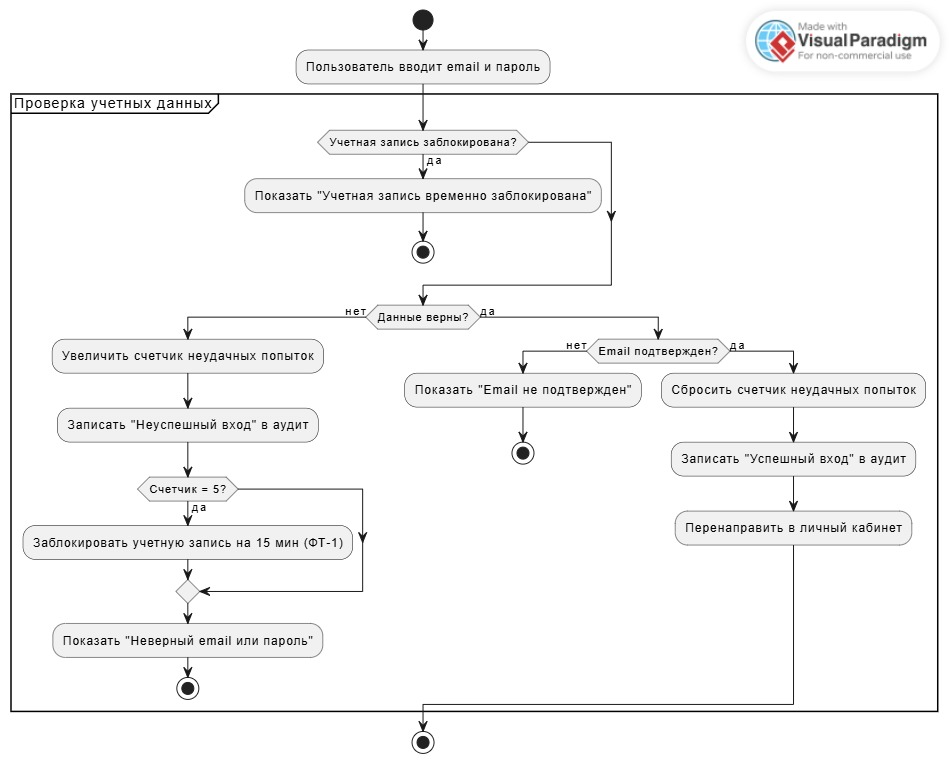 Made with
VisualParadigm
For non-commercial use
Пользователь вводит email и пароль
Проверка учетных данных
Учетная запись заблокирована?
да
Показать "Учетная запись временно заблокирована"
нет
Данные верны?
да
Увеличить счетчик неудачных попыток
Записать "Неуспешный вход" в аудит
Счетчик = 5?
да
Заблокировать учетную запись на 15 мин (ФТ-1)
Показать "Неверный email или пароль"
нет
Email подтвержден?
да
Показать "Email не подтвержден"
Сбросить счетчик неудачных попыток
Записать "Успешный вход" в аудит
Перенаправить в личный кабинет